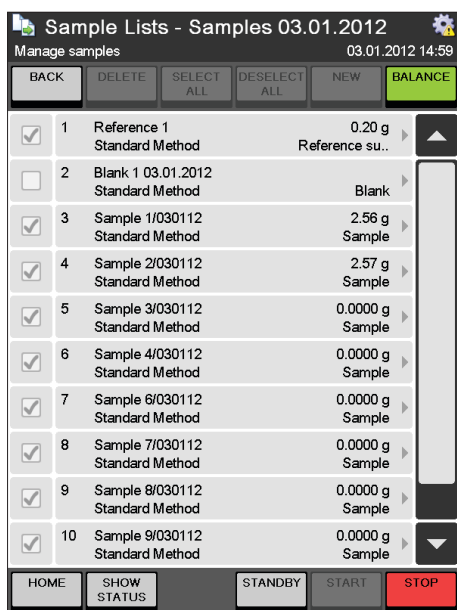 Sample Lists - Samples 03.01.2012
Manage samples 03.01.2012 14:59
BACK DELETE SELECT ALL DESELECT ALL NEW BALANCE
1 Reference 1 0.20 g
Standard Method Reference su..
2 Blank 1 03.01.2012
Standard Method Blank
3 Sample 1/030112 2.56 g
Standard Method Sample
4 Sample 2/030112 2.57 g
Standard Method Sample
5 Sample 3/030112 0.0000 g
Standard Method Sample
6 Sample 4/030112 0.0000 g
Standard Method Sample
7 Sample 6/030112 0.0000 g
Standard Method Sample
8 Sample 7/030112 0.0000 g
Standard Method Sample
9 Sample 8/030112 0.0000 g
Standard Method Sample
10 Sample 9/030112 0.0000 g
Standard Method Sample
HOME SHOW STATUS STANDBY START STOP